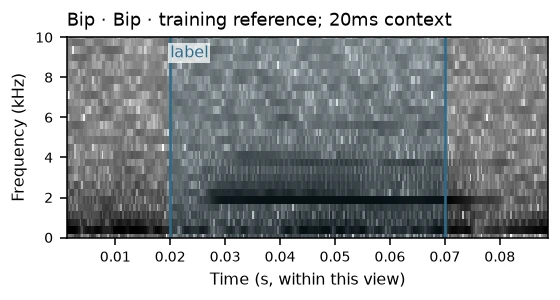 Bip · Bip · training reference; 20ms context
label
Frequency (kHz)
10
8
6
4
2
0
0.01 0.02 0.03 0.04 0.05 0.06 0.07 0.08
Time (s, within this view)